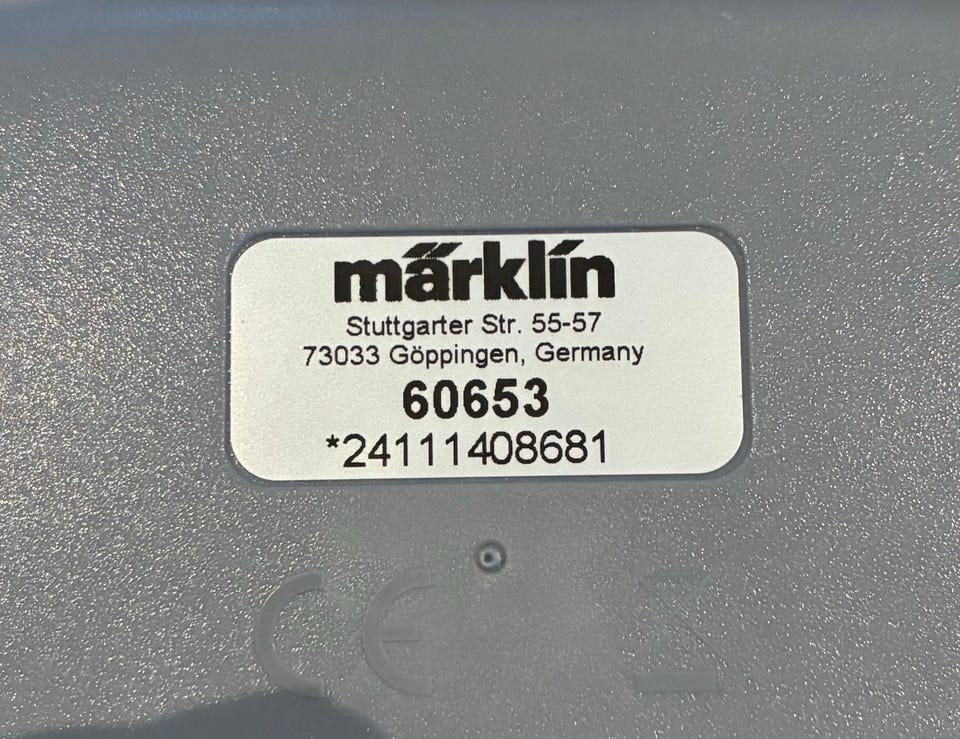 märklin
Stuttgarter Str. 55-57
73033 Göppingen, Germany
60653
*24111408681
CE